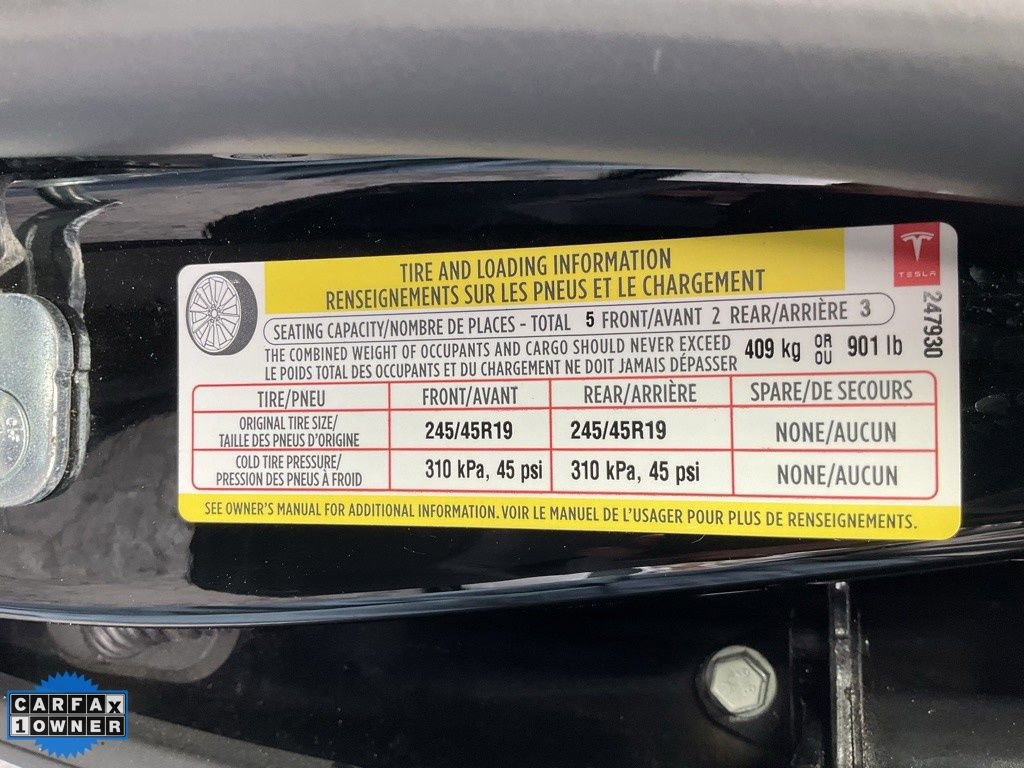 TIRE AND LOADING INFORMATION
RENSEIGNEMENTS SUR LES PNEUS ET LE CHARGEMENT
TESLA
247930
SEATING CAPACITY/NOMBRE DE PLACES - TOTAL 5 FRONT/AVANT 2 REAR/ARRIÈRE 3
THE COMBINED WEIGHT OF OCCUPANTS AND CARGO SHOULD NEVER EXCEED
LE POIDS TOTAL DES OCCUPANTS ET DU CHARGEMENT NE DOIT JAMAIS DÉPASSER
409 kg OR OU 901 lb
TIRE/PNEU FRONT/AVANT REAR/ARRIÈRE SPARE/DE SECOURS
ORIGINAL TIRE SIZE/
TAILLE DES PNEUS D'ORIGINE
245/45R19 245/45R19 NONE/AUCUN
COLD TIRE PRESSURE/
PRESSION DES PNEUS À FROID
310 kPa, 45 psi 310 kPa, 45 psi NONE/AUCUN
SEE OWNER'S MANUAL FOR ADDITIONAL INFORMATION. VOIR LE MANUEL DE L'USAGER POUR PLUS DE RENSEIGNEMENTS.
CARFAX
1 OWNER